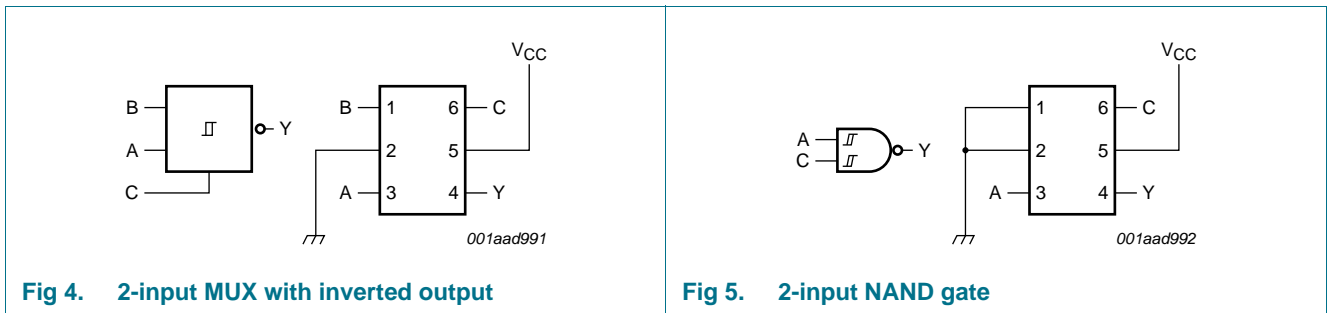 VCC
B
B 1 6 C
Y
A
2 5
C
A 3 4 Y
001aad991
Fig 4. 2-input MUX with inverted output
VCC
1 6 C
A
C
Y
2 5
A 3 4 Y
001aad992
Fig 5. 2-input NAND gate